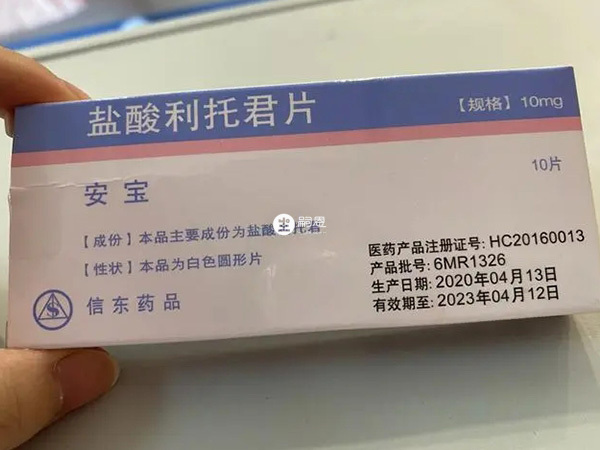 盐酸利托君片
【规格】10mg
10片
安宝
【成份】本品主要成份为盐酸 托君
【性状】本品为白色圆形片
信东药品
医药产品注册证号: HC20160013
产品批号: 6MR1326
生产日期: 2020年04月13日
有效期至: 2023年04月12日